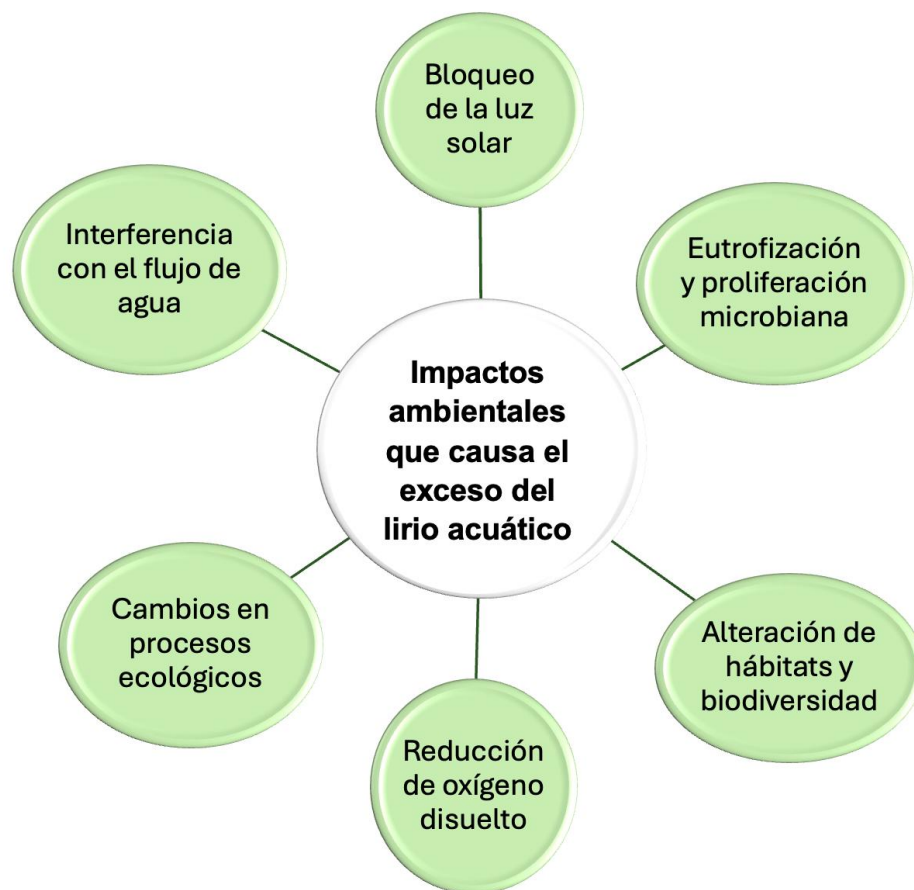 Bloqueo
de la luz
solar
Eutrofización
y proliferación
microbiana
Alteración de
hábitats y
biodiversidad
Reducción
de oxígeno
disuelto
Cambios en
procesos
ecológicos
Interferencia
con el flujo de
agua
Impactos
ambientales
que causa el
exceso del
lirio acuático